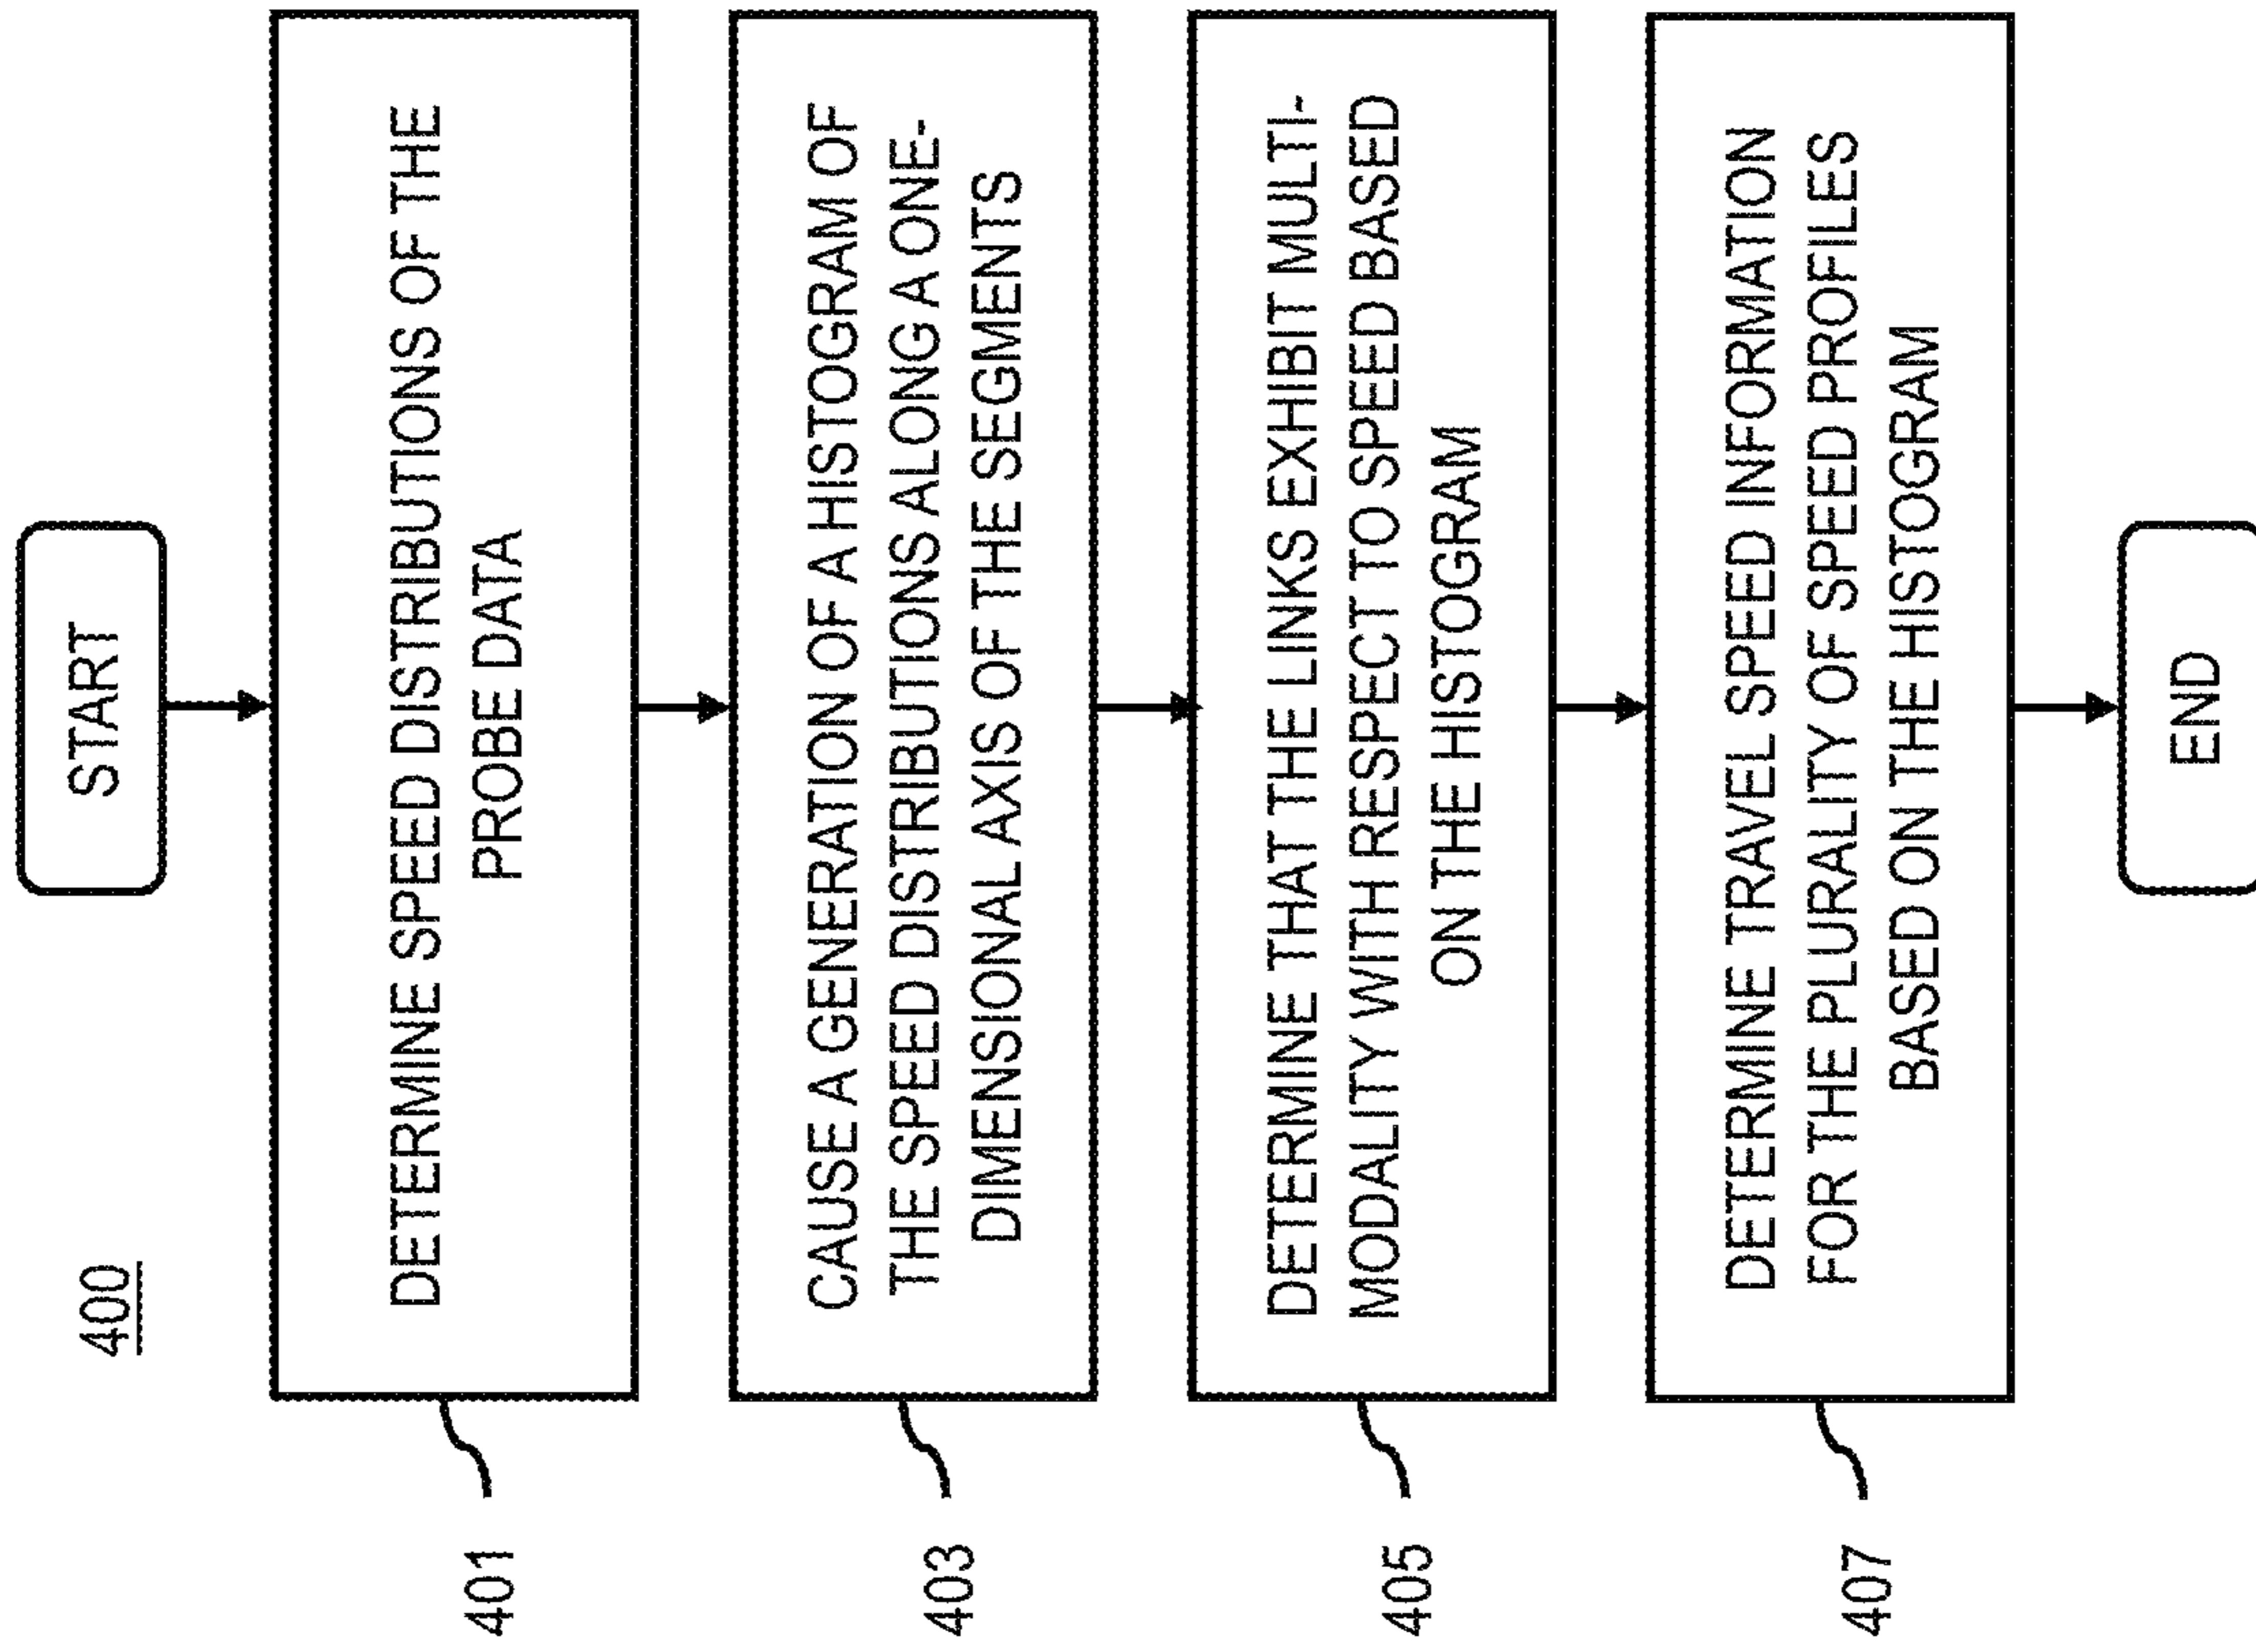 400
START
401
DETERMINE SPEED DISTRIBUTIONS OF THE
PROBE DATA
403
CAUSE A GENERATION OF A HISTOGRAM OF
THE SPEED DISTRIBUTIONS ALONG A ONE-
DIMENSIONAL AXIS OF THE SEGMENTS
405
DETERMINE THAT THE LINKS EXHIBIT MULTI-
MODALITY WITH RESPECT TO SPEED BASED
ON THE HISTOGRAM
407
DETERMINE TRAVEL SPEED INFORMATION
FOR THE PLURALITY OF SPEED PROFILES
BASED ON THE HISTOGRAM
END